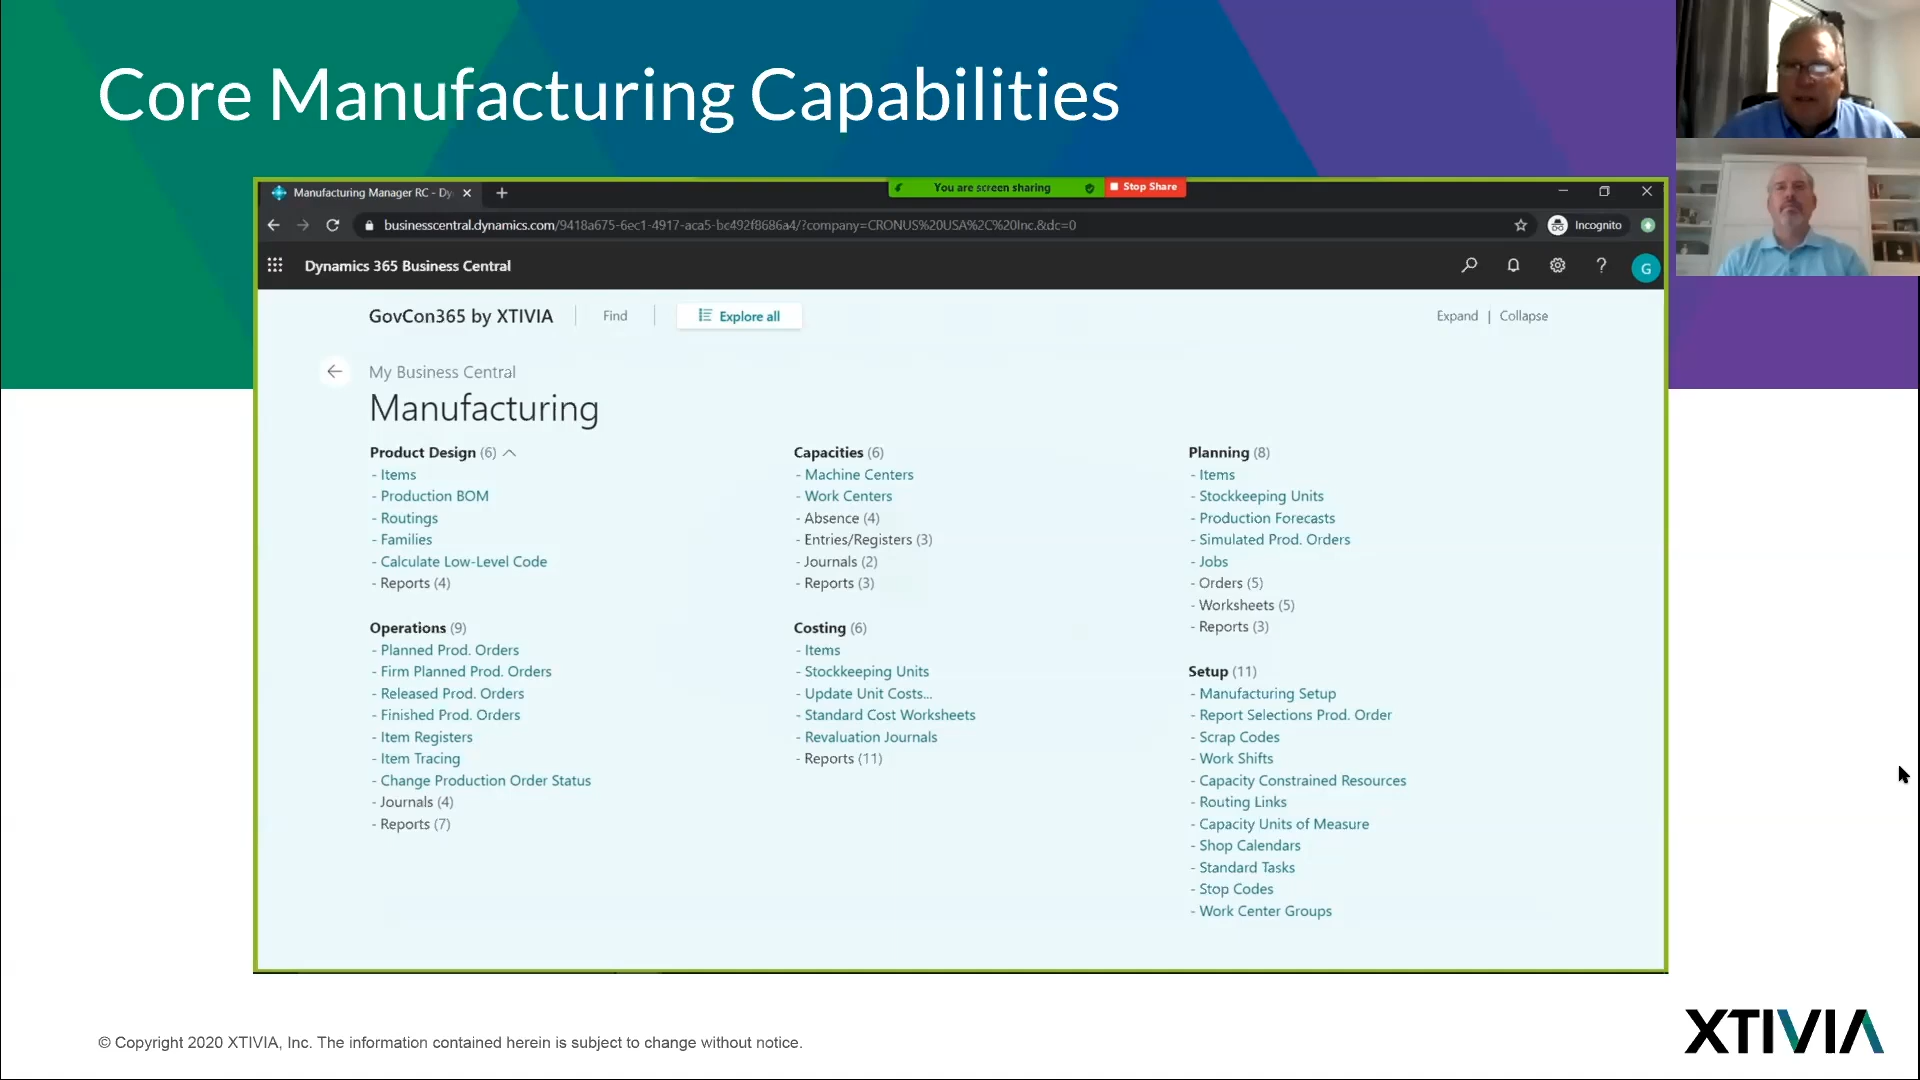 Core Manufacturing Capabilities
Manufacturing Manager RC - Dy
You are screen sharing
Stop Share
businesscentral.dynamics.com/9418a675-6ec1-4917-aca5-bc492f8686a4/?company=CRONUS%20USA%2C%20Inc.&dc=0
Incognito
Dynamics 365 Business Central
G
GovCon365 by XTIVIA
Find
Explore all
Expand | Collapse
My Business Central
Manufacturing
Product Design (6)
- Items
- Production BOM
- Routings
- Families
- Calculate Low-Level Code
- Reports (4)
Operations (9)
- Planned Prod. Orders
- Firm Planned Prod. Orders
- Released Prod. Orders
- Finished Prod. Orders
- Item Registers
- Item Tracing
- Change Production Order Status
- Journals (4)
- Reports (7)
Capacities (6)
- Machine Centers
- Work Centers
- Absence (4)
- Entries/Registers (3)
- Journals (2)
- Reports (3)
Costing (6)
- Items
- Stockkeeping Units
- Update Unit Costs...
- Standard Cost Worksheets
- Revaluation Journals
- Reports (11)
Planning (8)
- Items
- Stockkeeping Units
- Production Forecasts
- Simulated Prod. Orders
- Jobs
- Orders (5)
- Worksheets (5)
- Reports (3)
Setup (11)
- Manufacturing Setup
- Report Selections Prod. Order
- Scrap Codes
- Work Shifts
- Capacity Constrained Resources
- Routing Links
- Capacity Units of Measure
- Shop Calendars
- Standard Tasks
- Stop Codes
- Work Center Groups
© Copyright 2020 XTIVIA, Inc. The information contained herein is subject to change without notice.
XTIVIA